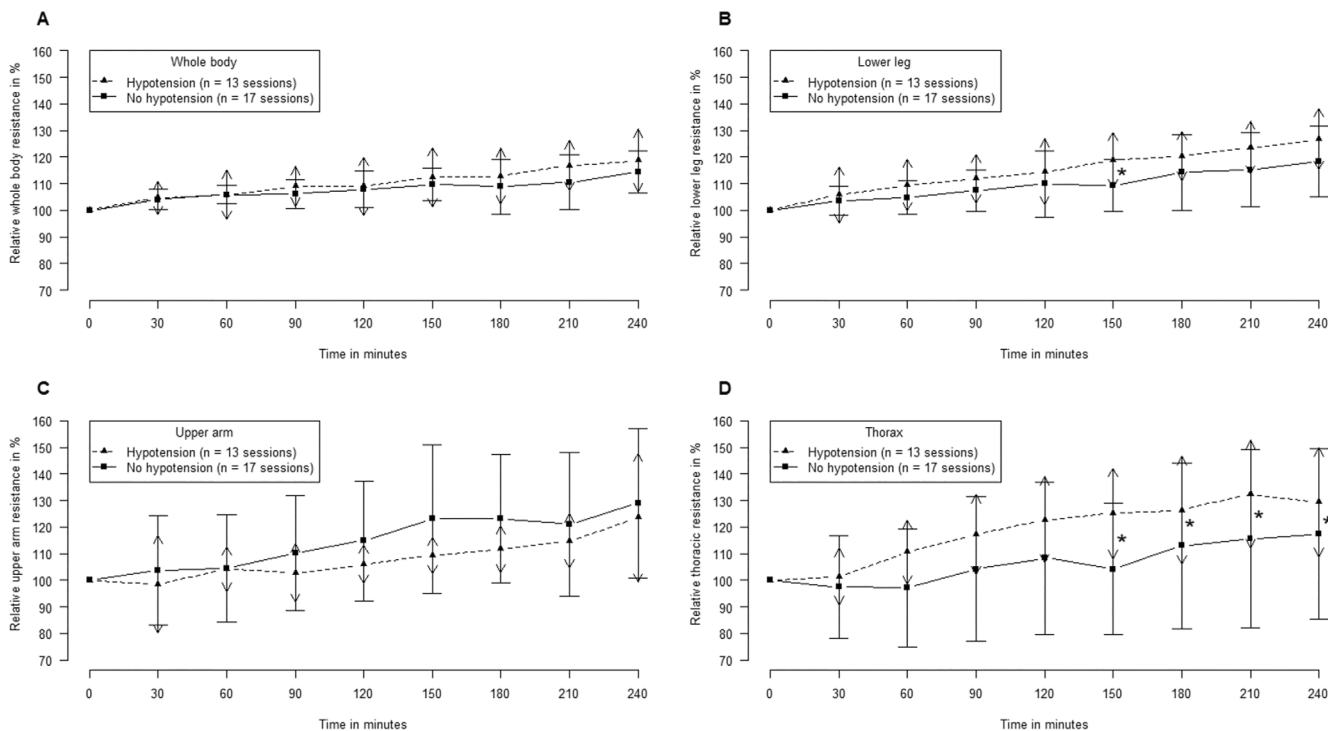 A
Relative whole body resistance in %
160
150
140
130
120
110
100
90
80
70
Whole body
Hypotension (n = 13 sessions)
No hypotension (n = 17 sessions)
0 30 60 90 120 150 180 210 240
Time in minutes
B
Relative lower leg resistance in %
160
150
140
130
120
110
100
90
80
70
Lower leg
Hypotension (n = 13 sessions)
No hypotension (n = 17 sessions)
*
0 30 60 90 120 150 180 210 240
Time in minutes
C
Relative upper arm resistance in %
160
150
140
130
120
110
100
90
80
70
Upper arm
Hypotension (n = 13 sessions)
No hypotension (n = 17 sessions)
0 30 60 90 120 150 180 210 240
Time in minutes
D
Relative thoracic resistance in %
160
150
140
130
120
110
100
90
80
70
Thorax
Hypotension (n = 13 sessions)
No hypotension (n = 17 sessions)
* * * *
0 30 60 90 120 150 180 210 240
Time in minutes